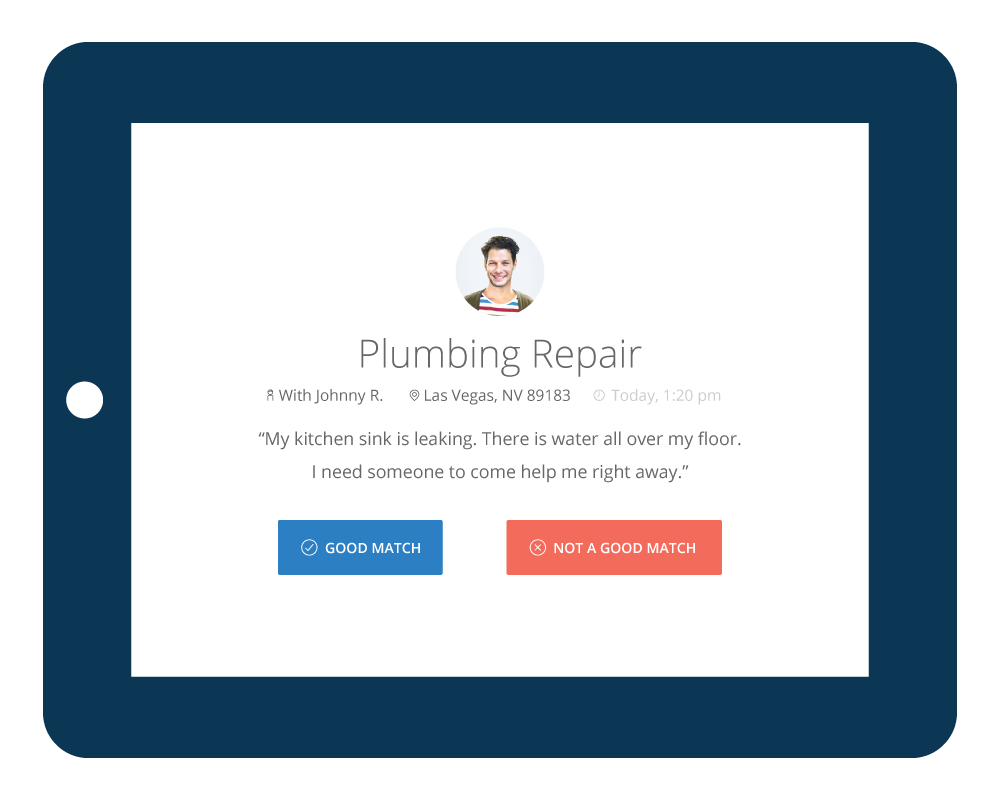 Plumbing Repair
With Johnny R. Las Vegas, NV 89183 Today, 1:20 pm
“My kitchen sink is leaking. There is water all over my floor.
I need someone to come help me right away.”
GOOD MATCH NOT A GOOD MATCH